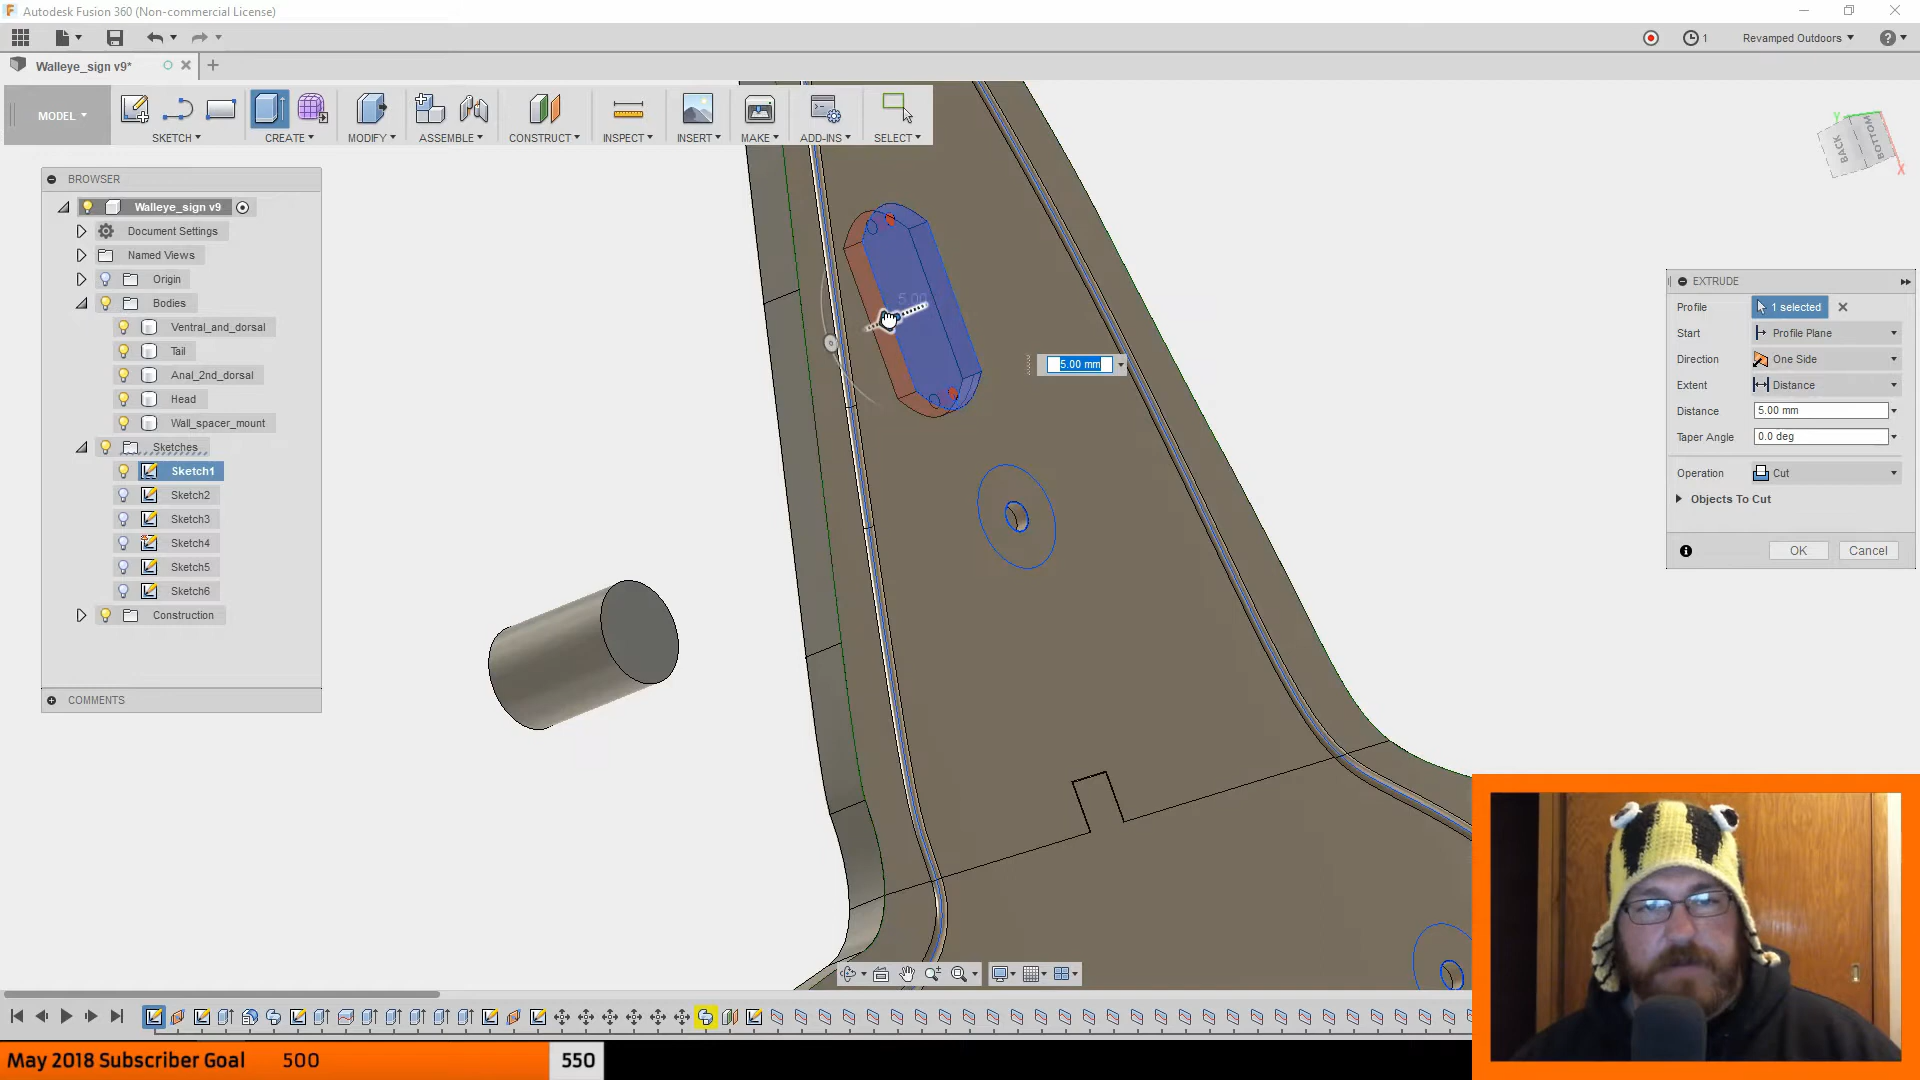 Autodesk Fusion 360 (Non-commercial License)
1
Revamped Outdoors
Walleye_sign v9*
MODEL
SKETCH
CREATE
MODIFY
ASSEMBLE
CONSTRUCT
INSPECT
INSERT
MAKE
ADD-INS
SELECT
BACK
BOTTOM
Y
X
BROWSER
Walleye_sign v9
Document Settings
Named Views
Origin
Bodies
Ventral_and_dorsal
Tail
Anal_2nd_dorsal
Head
Wall_spacer_mount
Sketches
Sketch1
Sketch2
Sketch3
Sketch4
Sketch5
Sketch6
Construction
COMMENTS
5.00
5.00 mm
EXTRUDE
Profile 1 selected
Start Profile Plane
Direction One Side
Extent Distance
Distance 5.00 mm
Taper Angle 0.0 deg
Operation Cut
Objects To Cut
OK Cancel
May 2018 Subscriber Goal 500 550